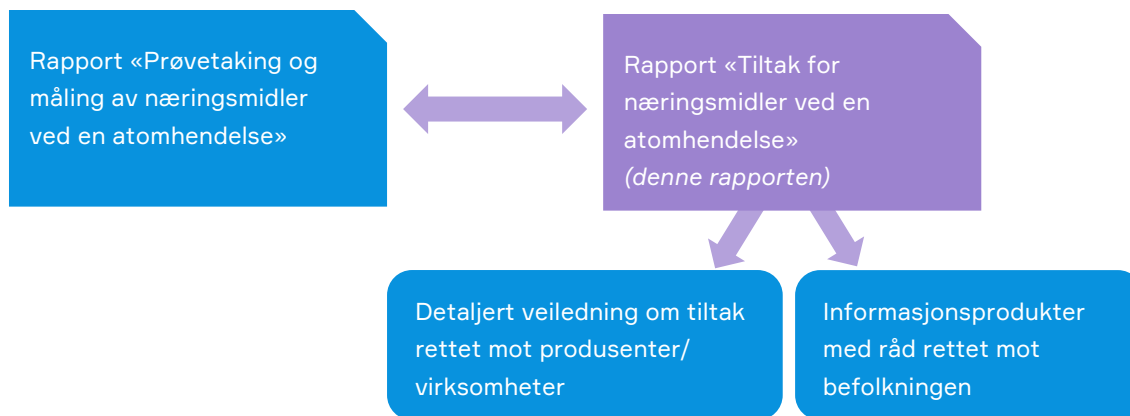 Rapport «Prøvetaking og
måling av næringsmidler
ved en atomhendelse»
Rapport «Tiltak for
næringsmidler ved en
atomhendelse»
(denne rapporten)
Detaljert veiledning om tiltak
rettet mot produsenter/
virksomheter
Informasjonsprodukter
med råd rettet mot
befolkningen